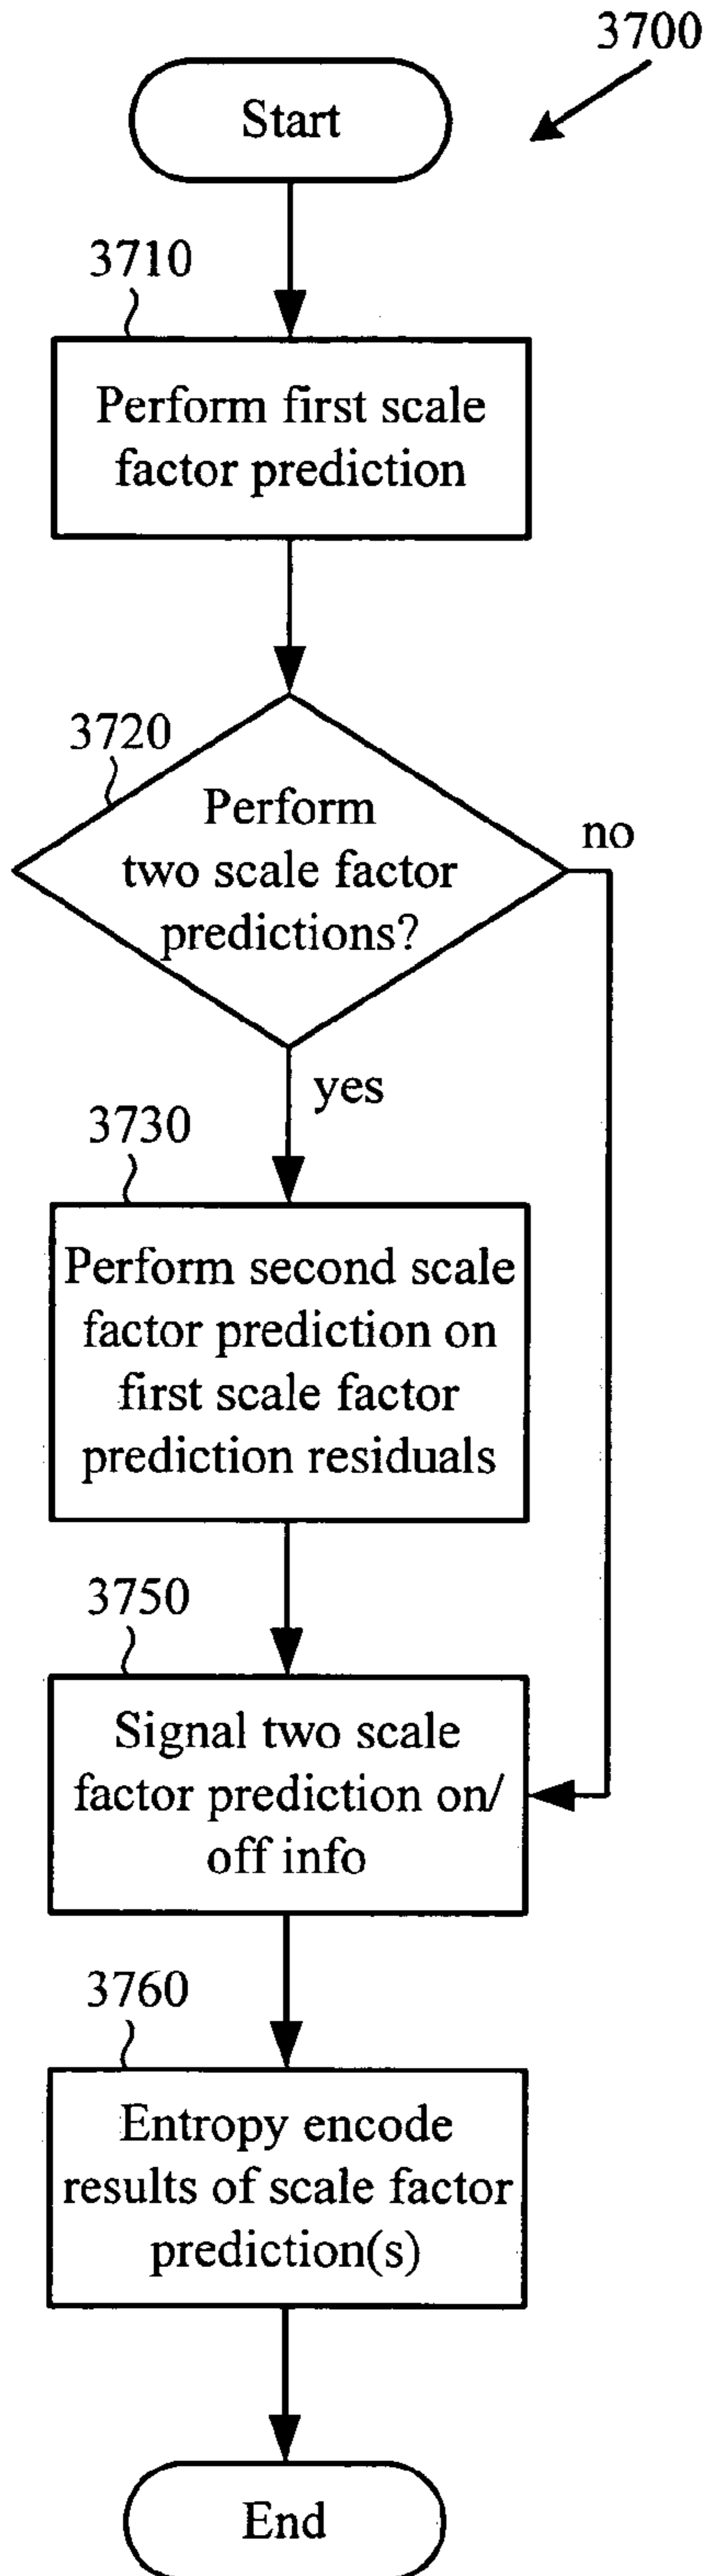 3700
Start
3710
Perform first scale
factor prediction
3720
Perform
two scale factor
predictions?
no
yes
3730
Perform second scale
factor prediction on
first scale factor
prediction residuals
3750
Signal two scale
factor prediction on/
off info
3760
Entropy encode
results of scale factor
prediction(s)
End